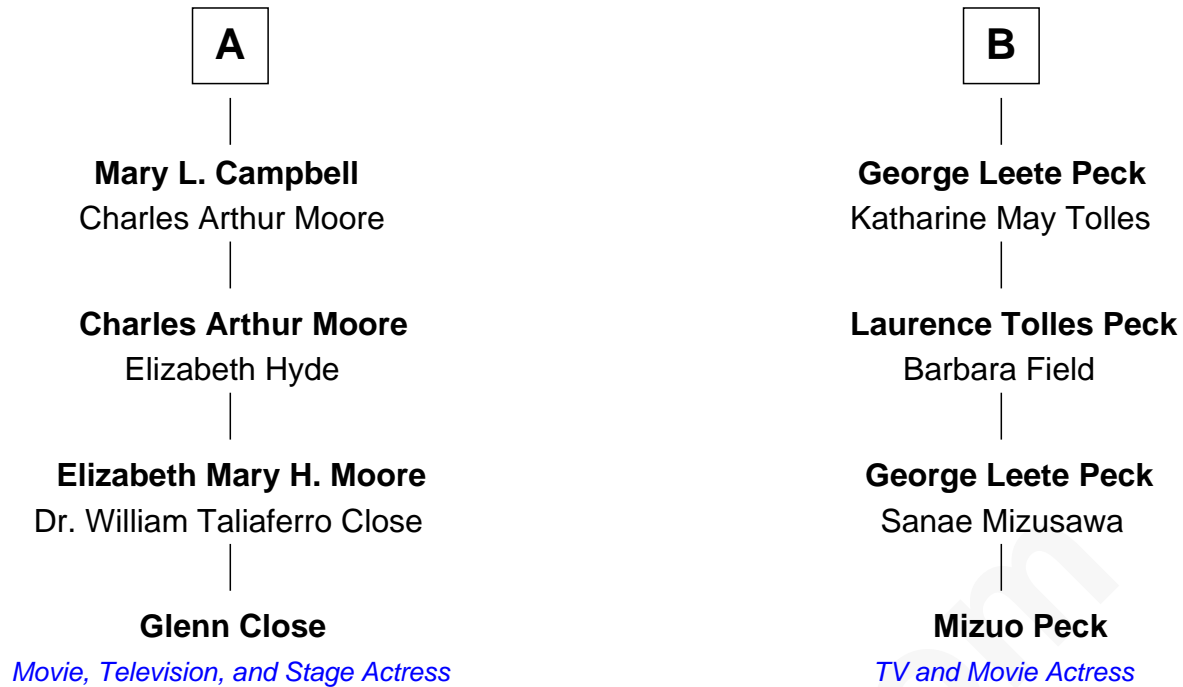 A
Mary L. Campbell
Charles Arthur Moore
Charles Arthur Moore
Elizabeth Hyde
Elizabeth Mary H. Moore
Dr. William Taliaferro Close
Glenn Close
Movie, Television, and Stage Actress
B
George Leete Peck
Katharine May Tolles
Laurence Tolles Peck
Barbara Field
George Leete Peck
Sanae Mizusawa
Mizuo Peck
TV and Movie Actress